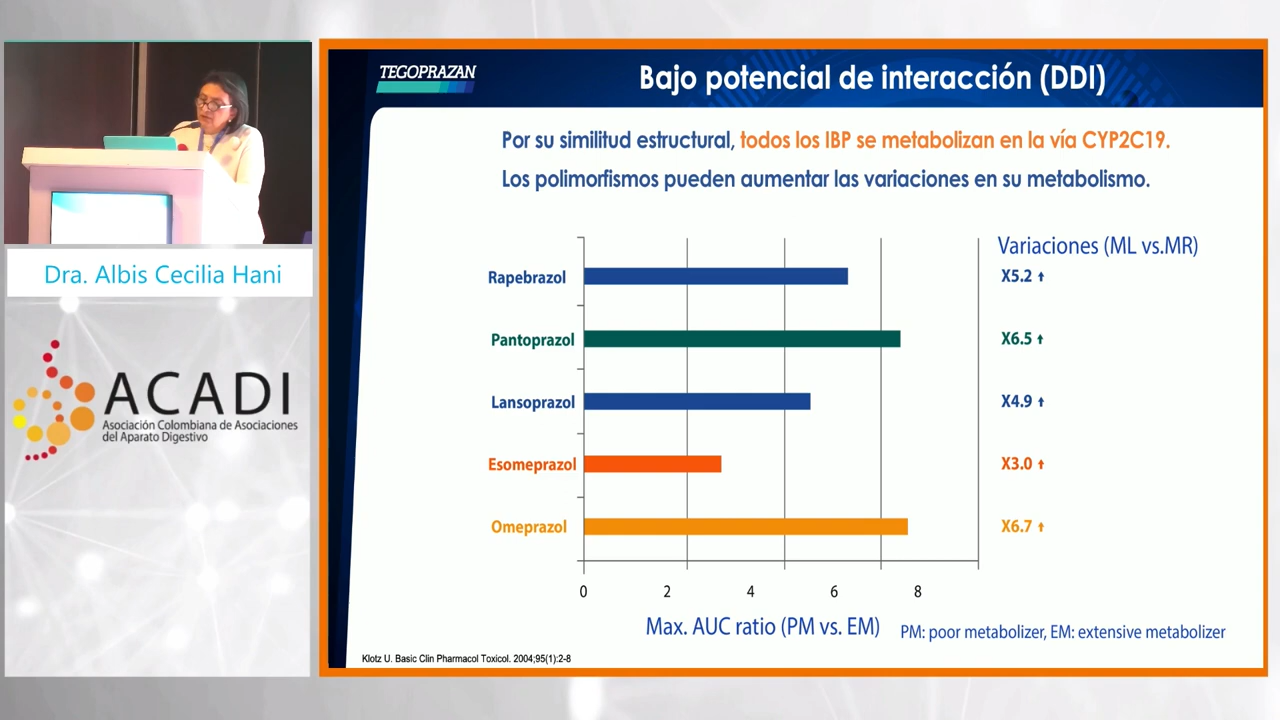 TEGOPRAZAN
Bajo potencial de interacción (DDI)
Por su similitud estructural, todos los IBP se metabolizan en la vía CYP2C19.
Los polimorfismos pueden aumentar las variaciones en su metabolismo.
Variaciones (ML vs.MR)
Rapebrazol
X5.2 ↑
Pantoprazol
X6.5 ↑
Lansoprazol
X4.9 ↑
Esomeprazol
X3.0 ↑
Omeprazol
X6.7 ↑
0 2 4 6 8
Max. AUC ratio (PM vs. EM)
PM: poor metabolizer, EM: extensive metabolizer
Klotz U. Basic Clin Pharmacol Toxicol. 2004;95(1):2-8
Dra. Albis Cecilia Hani
ACADI
Asociación Colombiana de Asociaciones
del Aparato Digestivo